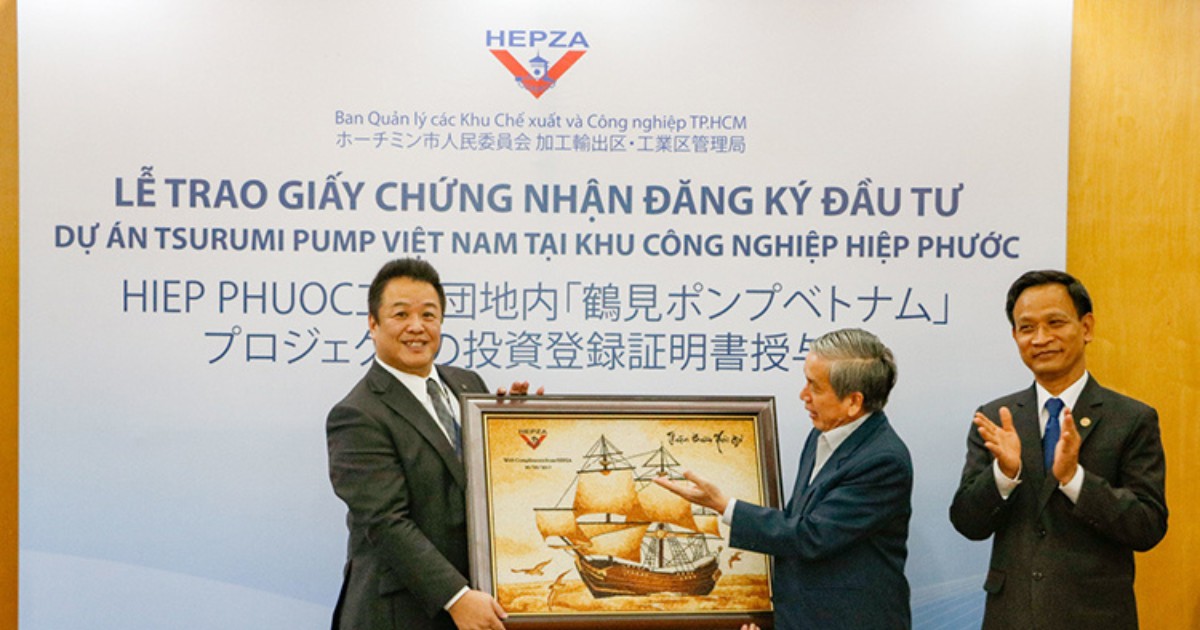 HEPZA
Ban Quản lý các Khu Chế xuất và Công nghiệp TP.HCM
ホーチミン市人民委員会 加工輸出区・工業区管理局
LỄ TRAO GIẤY CHỨNG NHẬN ĐĂNG KÝ ĐẦU TƯ
DỰ ÁN TSURUMI PUMP VIỆT NAM TẠI KHU CÔNG NGHIỆP HIỆP PHƯỚC
HIEP PHUOC団地内「鶴見ポンプベトナム」
プロジェクの投資登録証明書授与
HEPZA